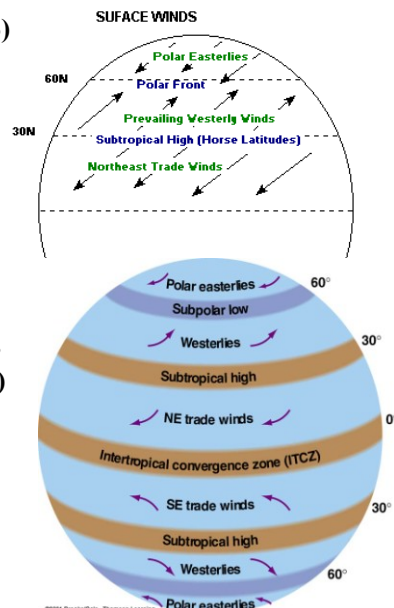 )
SUFACE WINDS
Polar Easterlies
60N
Polar Front
Prevailing Westerly Winds
30N
Subtropical High (Horse Latitudes)
Northeast Trade Winds
)
Polar easterlies
60°
Subpolar low
Westerlies
30°
Subtropical high
NE trade winds
0°
Intertropical convergence zone (ITCZ)
SE trade winds
30°
Subtropical high
Westerlies
60°
Polar easterlies